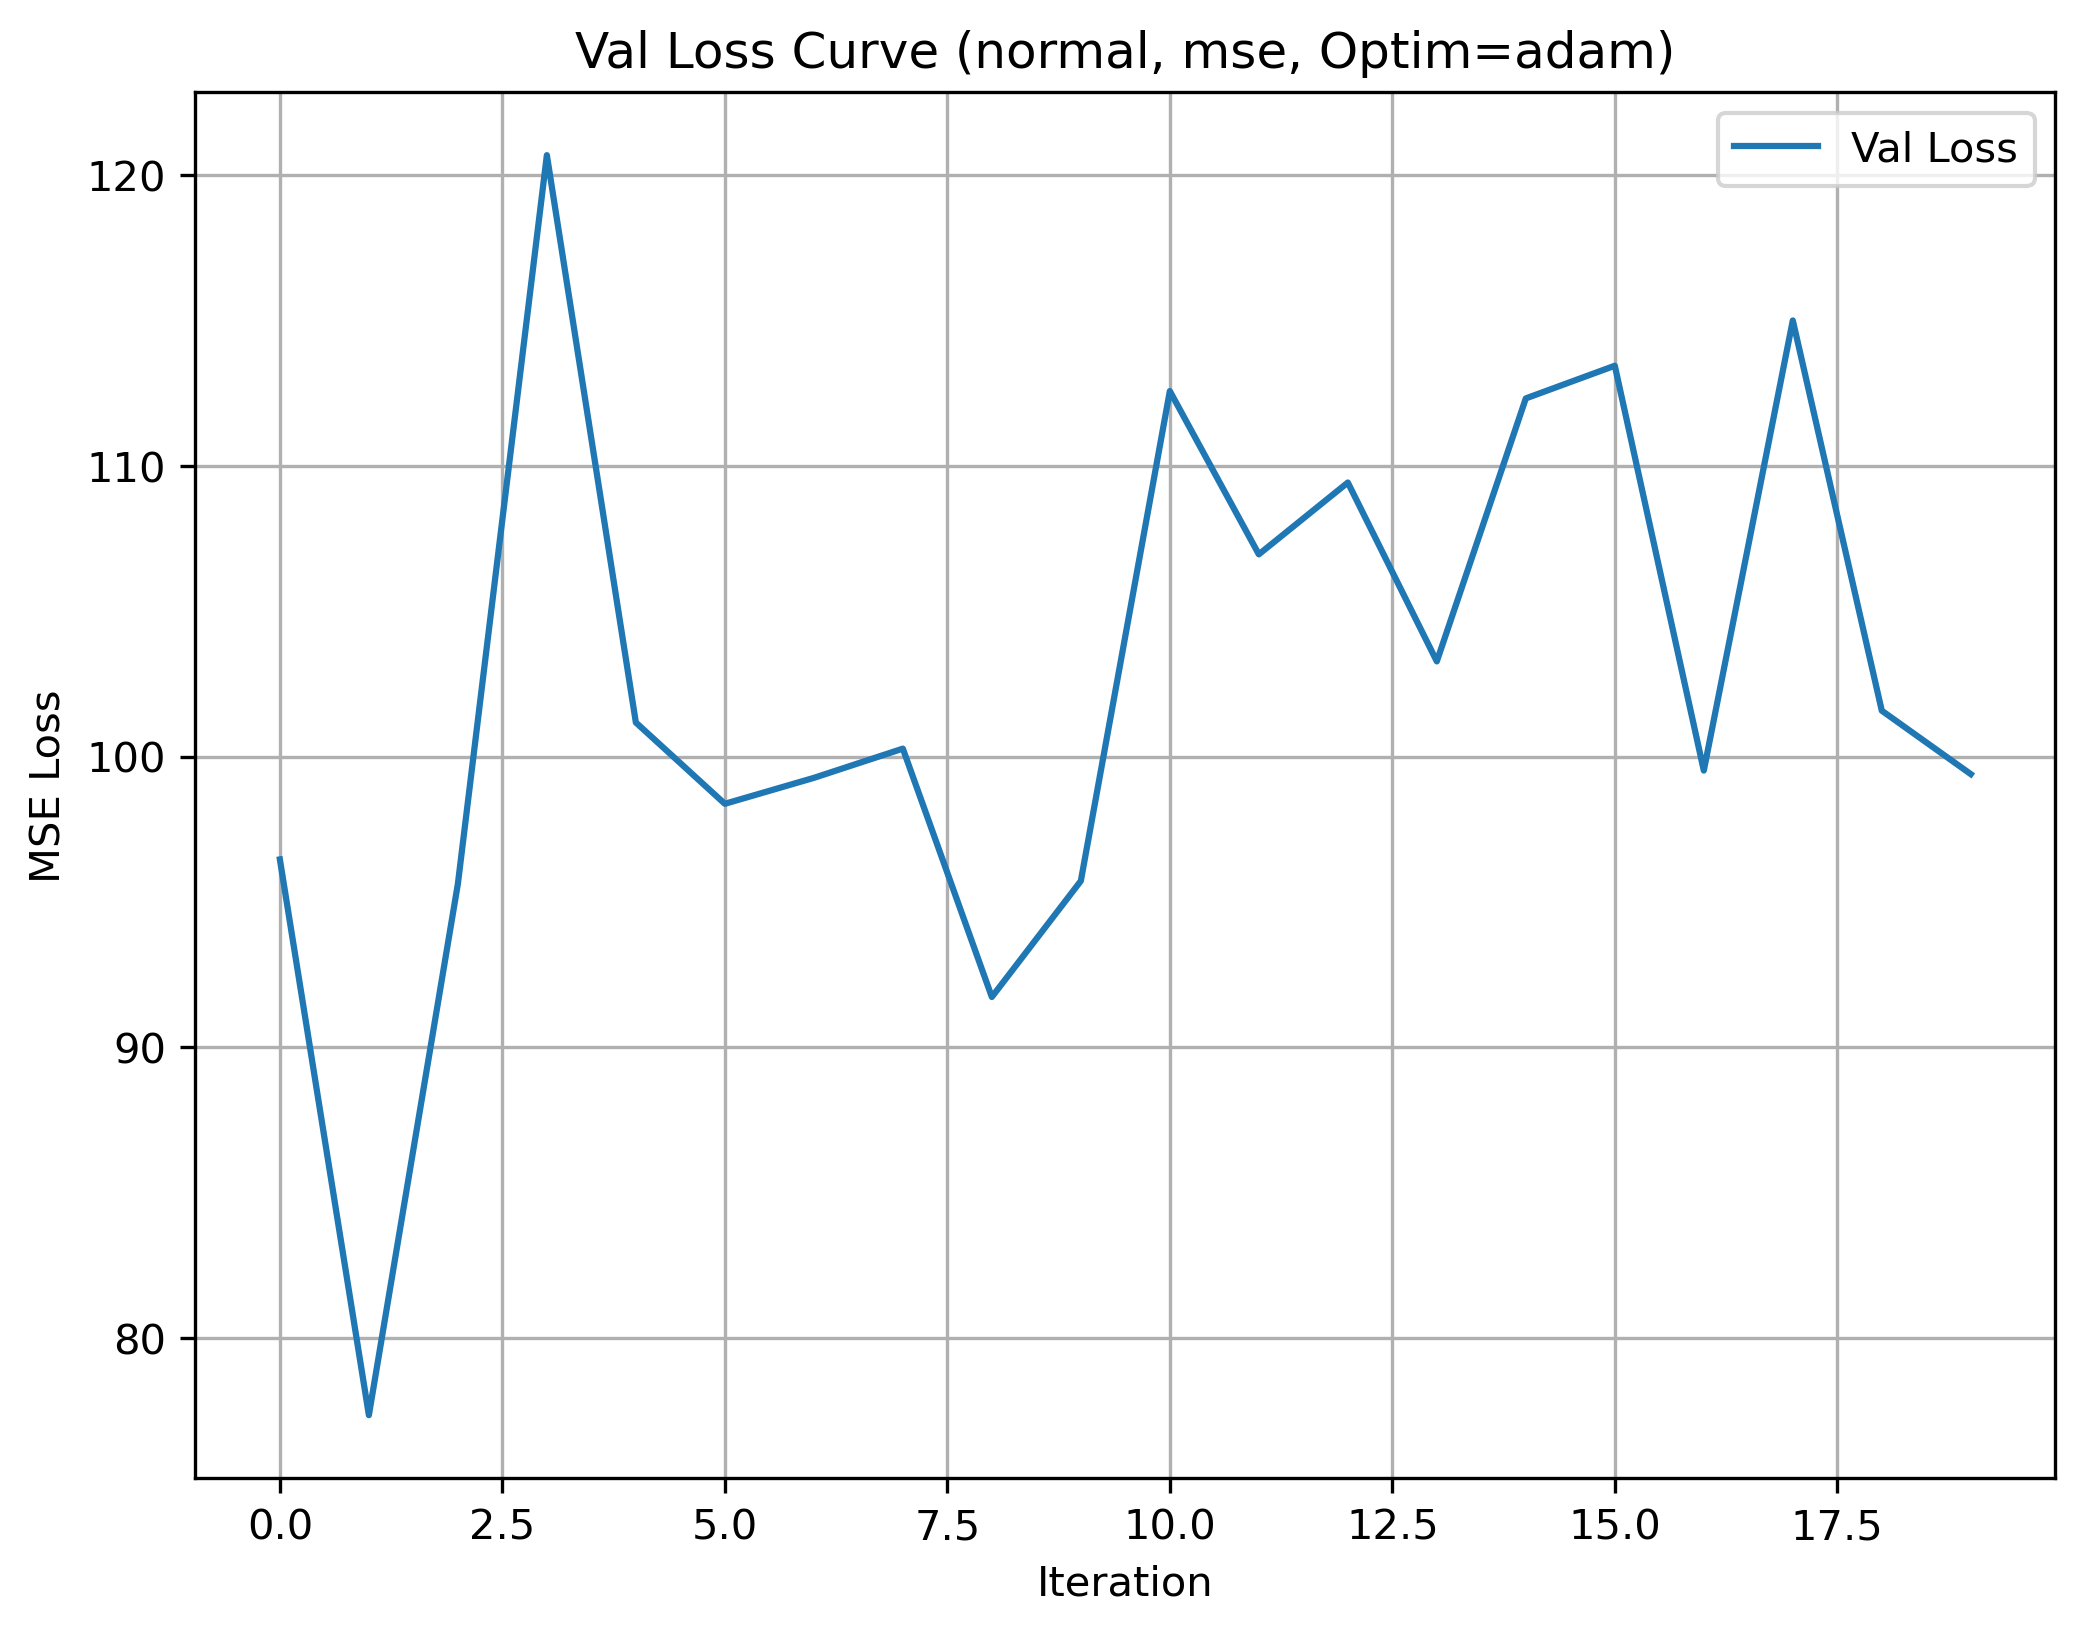 Val Loss Curve (normal, mse, Optim=adam)
Val Loss
120
110
100
90
80
MSE Loss
0.0 2.5 5.0 7.5 10.0 12.5 15.0 17.5
Iteration